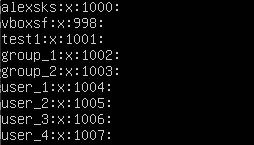 alexsks:x:1000:
vboxsf:x:998:
test1:x:1001:
group_1:x:1002:
group_2:x:1003:
user_1:x:1004:
user_2:x:1005:
user_3:x:1006:
user_4:x:1007: